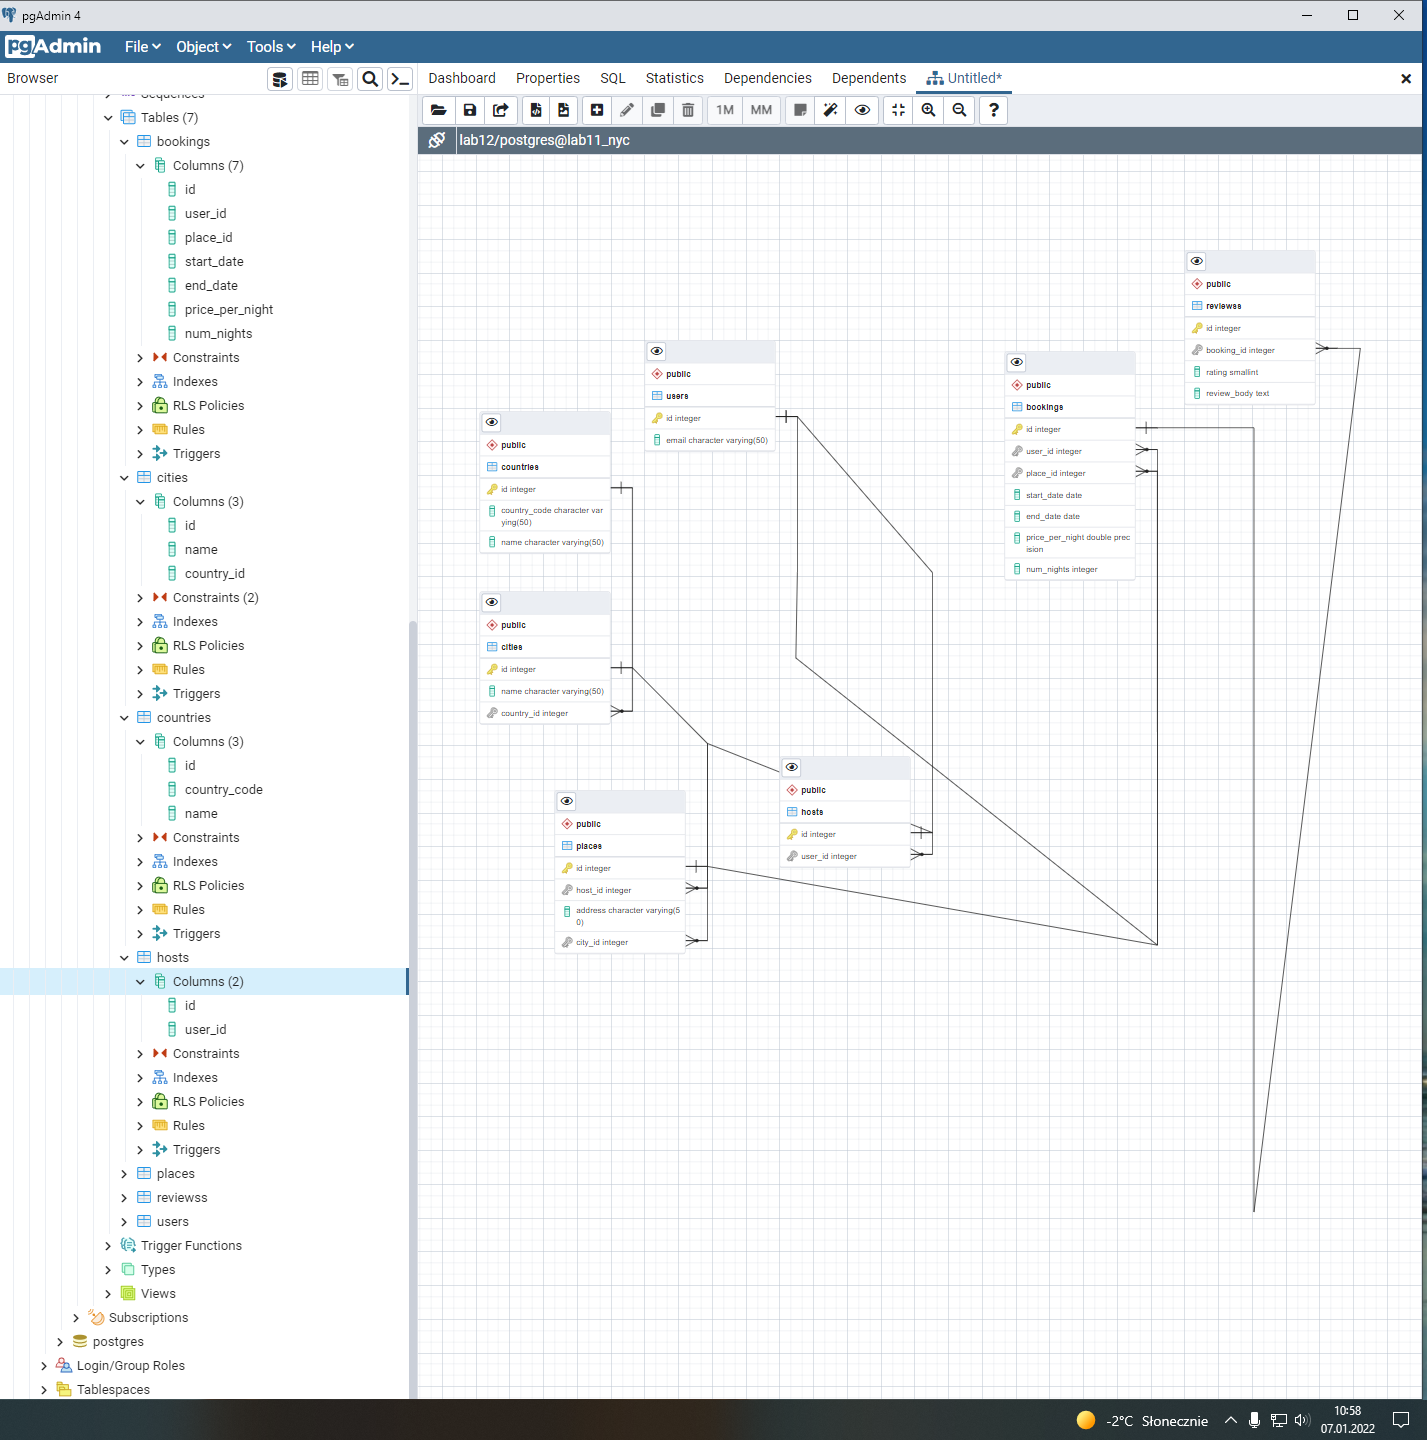 pgAdmin 4
pgAdmin File Object Tools Help
Browser
Dashboard Properties SQL Statistics Dependencies Dependents Untitled*
1M MM ?
lab12/postgres@lab11_nyc
Sequences
Tables (7)
bookings
Columns (7)
id
user_id
place_id
start_date
end_date
price_per_night
num_nights
Constraints
Indexes
RLS Policies
Rules
Triggers
cities
Columns (3)
id
name
country_id
Constraints (2)
Indexes
RLS Policies
Rules
Triggers
countries
Columns (3)
id
country_code
name
Constraints
Indexes
RLS Policies
Rules
Triggers
hosts
Columns (2)
id
user_id
Constraints
Indexes
RLS Policies
Rules
Triggers
places
reviewss
users
Trigger Functions
Types
Views
Subscriptions
postgres
Login/Group Roles
Tablespaces
public
reviewss
id integer
booking_id integer
rating smallint
review_body text
public
users
id integer
email character varying(50)
public
bookings
id integer
user_id integer
place_id integer
start_date date
end_date date
price_per_night double prec
ision
num_nights integer
public
countries
id integer
country_code character var
ying(50)
name character varying(50)
public
cities
id integer
name character varying(50)
country_id integer
public
hosts
id integer
user_id integer
public
places
id integer
host_id integer
address character varying(5
0)
city_id integer
-2°C Słonecznie
10:58
07.01.2022